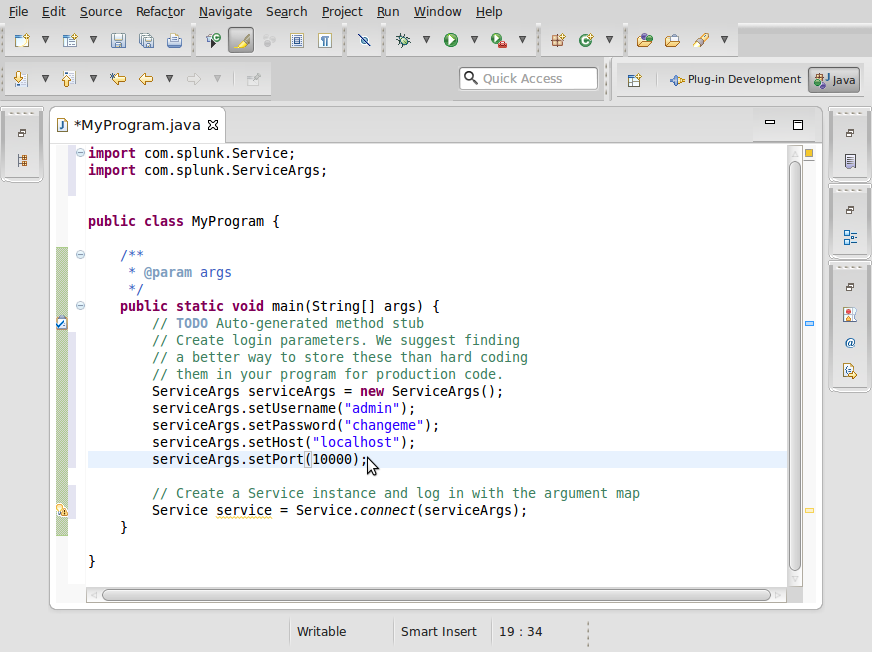 File Edit Source Refactor Navigate Search Project Run Window Help
Quick Access
Plug-in Development
Java
*MyProgram.java
import com.splunk.Service;
import com.splunk.ServiceArgs;
public class MyProgram {
/**
* @param args
*/
public static void main(String[] args) {
// TODO Auto-generated method stub
// Create login parameters. We suggest finding
// a better way to store these than hard coding
// them in your program for production code.
ServiceArgs serviceArgs = new ServiceArgs();
serviceArgs.setUsername("admin");
serviceArgs.setPassword("changeme");
serviceArgs.setHost("localhost");
serviceArgs.setPort(10000);
// Create a Service instance and log in with the argument map
Service service = Service.connect(serviceArgs);
}
}
Writable
Smart Insert
19 : 34